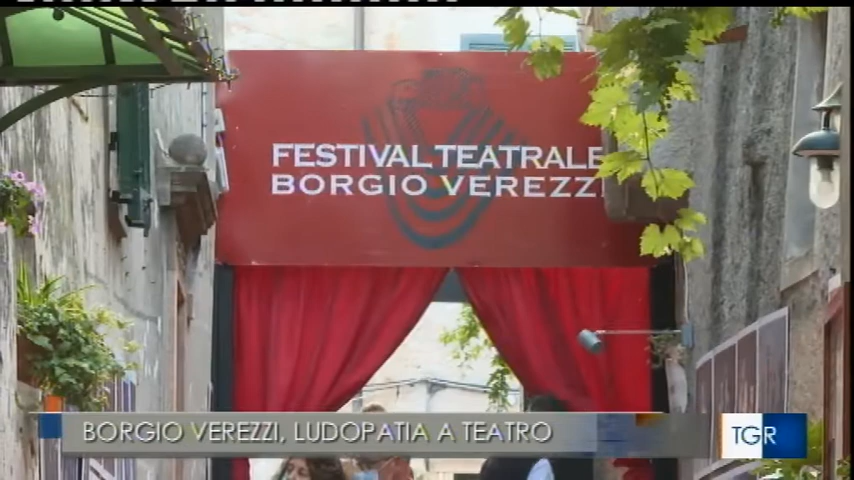 FESTIVAL TEATRALE
BORGIO VEREZZI
BORGIO VEREZZI, LUDOPATIA A TEATRO
TGR